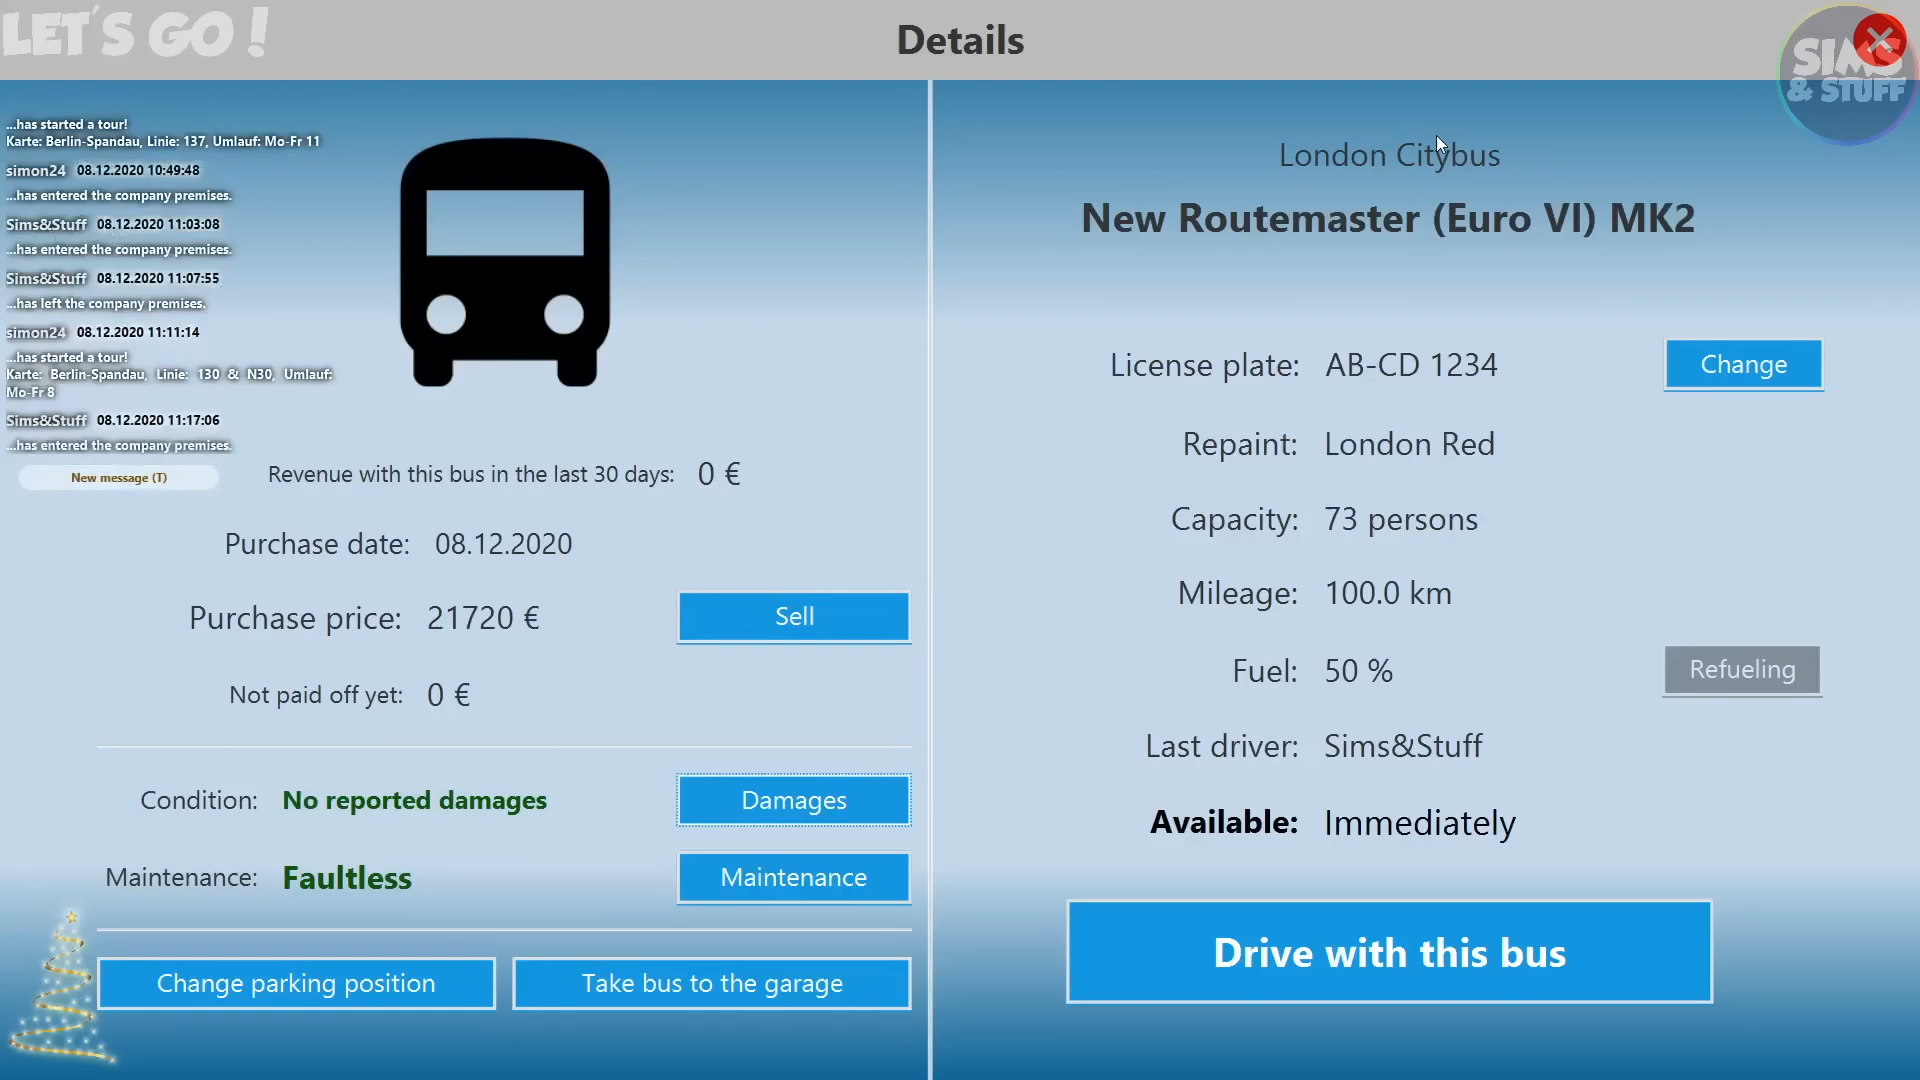 LET'S GO !
Details
SIMS
& STUFF
...has started a tour!
Karte: Berlin-Spandau, Linie: 137, Umlauf: Mo-Fr 11
simon24 08.12.2020 10:49:48
...has entered the company premises.
Sims&Stuff 08.12.2020 11:03:08
...has entered the company premises.
Sims&Stuff 08.12.2020 11:07:55
...has left the company premises.
simon24 08.12.2020 11:11:14
...has started a tour!
Karte: Berlin-Spandau, Linie: 130 & N30, Umlauf:
Mo-Fr 8
Sims&Stuff 08.12.2020 11:17:06
...has entered the company premises.
New message (T)
Revenue with this bus in the last 30 days: 0 €
Purchase date: 08.12.2020
Purchase price: 21720 €
Sell
Not paid off yet: 0 €
Condition: No reported damages
Damages
Maintenance: Faultless
Maintenance
Change parking position
Take bus to the garage
London Citybus
New Routemaster (Euro VI) MK2
License plate: AB-CD 1234
Change
Repaint: London Red
Capacity: 73 persons
Mileage: 100.0 km
Fuel: 50 %
Refueling
Last driver: Sims&Stuff
Available: Immediately
Drive with this bus